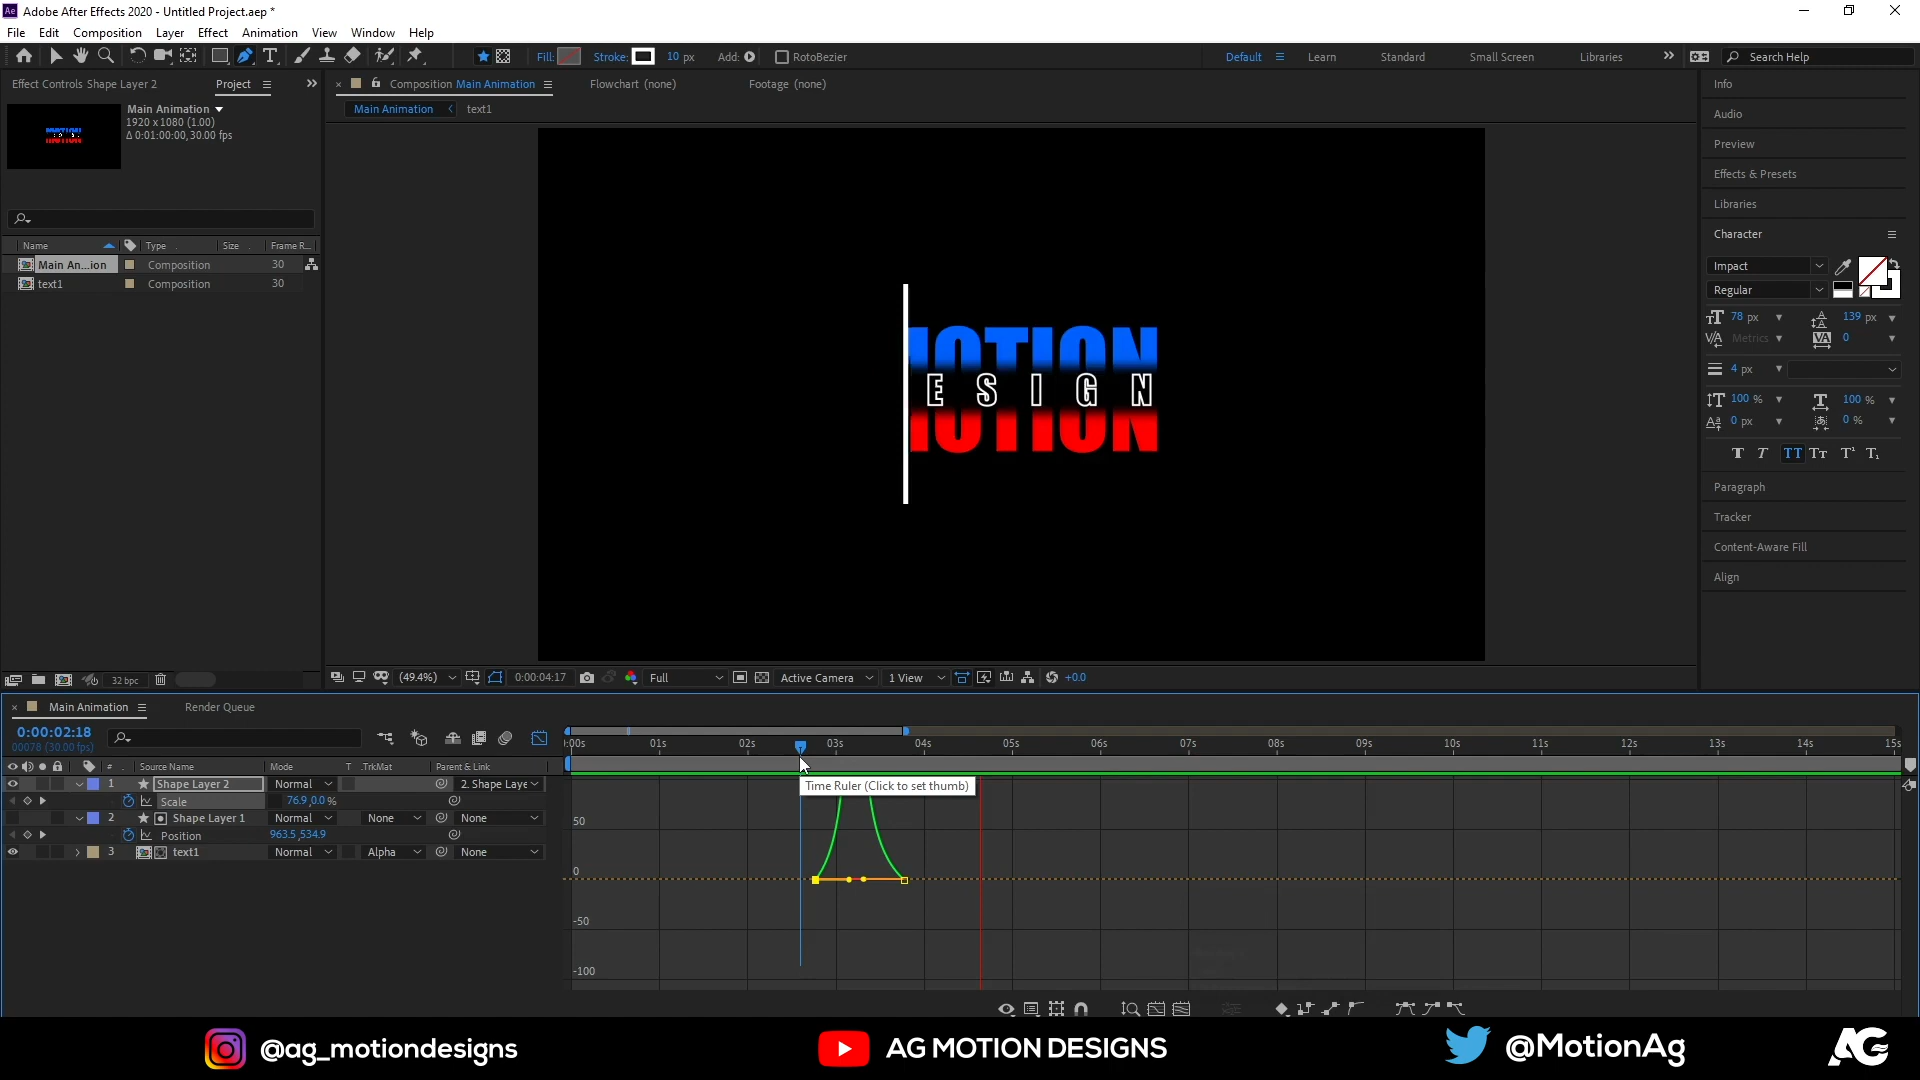 Ae Adobe After Effects 2020 - Untitled Project.aep *
File Edit Composition Layer Effect Animation View Window Help
Fill: Stroke: 10 px Add: RotoBezier Default Learn Standard Small Screen Libraries Search Help
Effect Controls Shape Layer 2 Project Composition Main Animation Flowchart (none) Footage (none) Info
Main Animation
1920 x 1080 (1.00)
Δ 0:01:00:00, 30.00 fps
Main Animation text1
Audio
Preview
Effects & Presets
Libraries
Character
Name Type Size Frame R...
Main An...ion Composition 30
text1 Composition 30
Impact
Regular
78 px 139 px
Metrics 0
4 px
100 % 100 %
0 px 0 %
Paragraph
Tracker
Content-Aware Fill
Align
MOTION
E S I G N
MOTION
32 bpc (49.4%) 0:00:04:17 Full Active Camera 1 View +0.0
Main Animation Render Queue
0:00:02:18
00078 (30.00 fps)
:00s 01s 02s 03s 04s 05s 06s 07s 08s 09s 10s 11s 12s 13s 14s 15s
# Source Name Mode T .TrkMat Parent & Link
1 Shape Layer 2 Normal 2. Shape Laye
Time Ruler (Click to set thumb)
Scale 76.9,0.0 %
2 Shape Layer 1 Normal None None
Position 963.5,534.9
3 text1 Normal Alpha None
50
0
-50
-100
@ag_motiondesigns AG MOTION DESIGNS @MotionAg AG